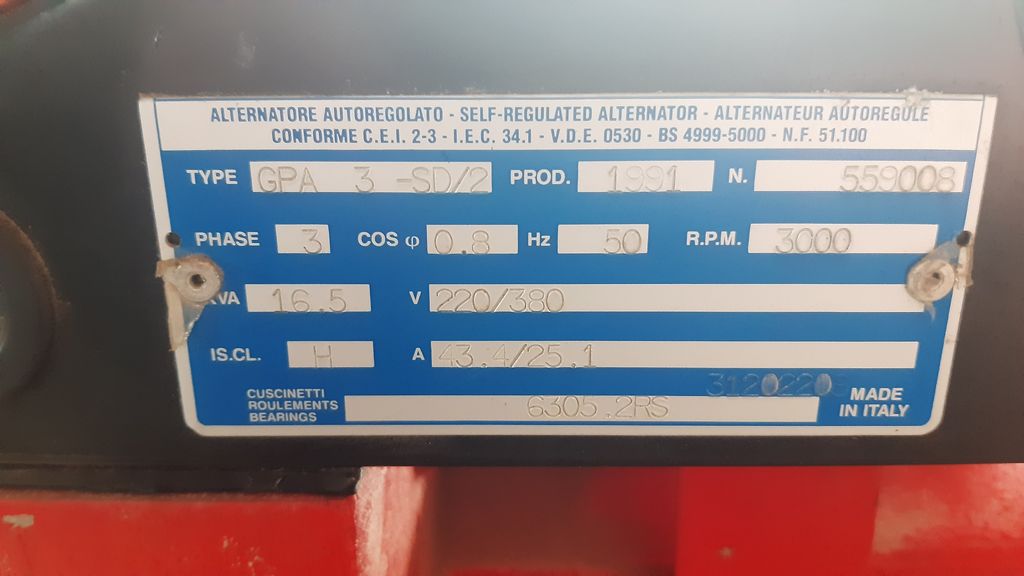 ALTERNATORE AUTOREGOLATO - SELF-REGULATED ALTERNATOR - ALTERNATEUR AUTOREGULE
CONFORME C.E.I. 2-3 - I.E.C. 34.1 - V.D.E. 0530 - BS 4999-5000 - N.F. 51.100
TYPE GPA 3 -SD/2 PROD. 1991 N. 559008
PHASE 3 COS φ 0.8 Hz 50 R.P.M. 3000
16.5 V 220/380
IS.CL. H A 43.4/25.1
CUSCINETTI
ROULEMENTS
BEARINGS
6305.2RS
MADE
IN ITALY